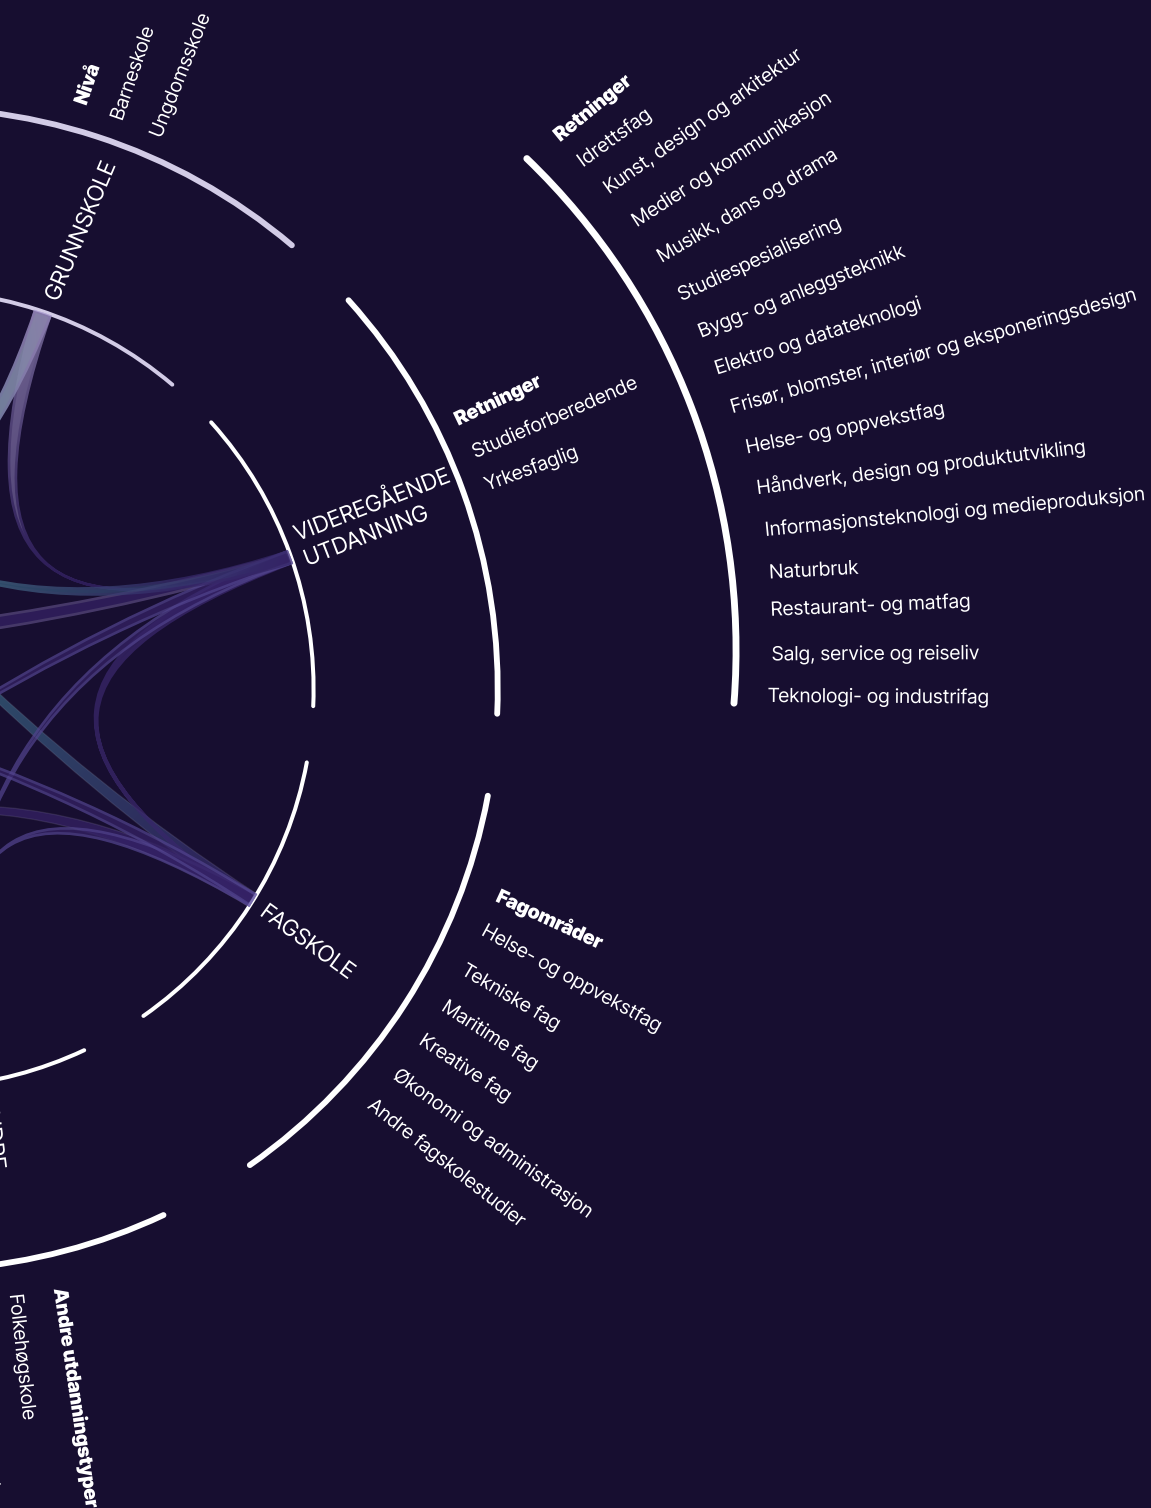 Nivå
Barneskole
Ungdomsskole
GRUNNSKOLE
Retninger
Idrettsfag
Kunst, design og arkitektur
Medier og kommunikasjon
Musikk, dans og drama
Studiespesialisering
Bygg- og anleggsteknikk
Elektro og datateknologi
Frisør, blomster, interiør og eksponeringsdesign
Helse- og oppvekstfag
Håndverk, design og produktutvikling
Informasjonsteknologi og medieproduksjon
Naturbruk
Restaurant- og matfag
Salg, service og reiseliv
Teknologi- og industrifag
Retninger
Studieforberedende
Yrkesfaglig
VIDEREGÅENDE
UTDANNING
FAGSKOLE
Fagområder
Helse- og oppvekstfag
Tekniske fag
Maritime fag
Kreative fag
Økonomi og administrasjon
Andre fagskolestudier
Andre utdanningstyper
Folkehøgskole